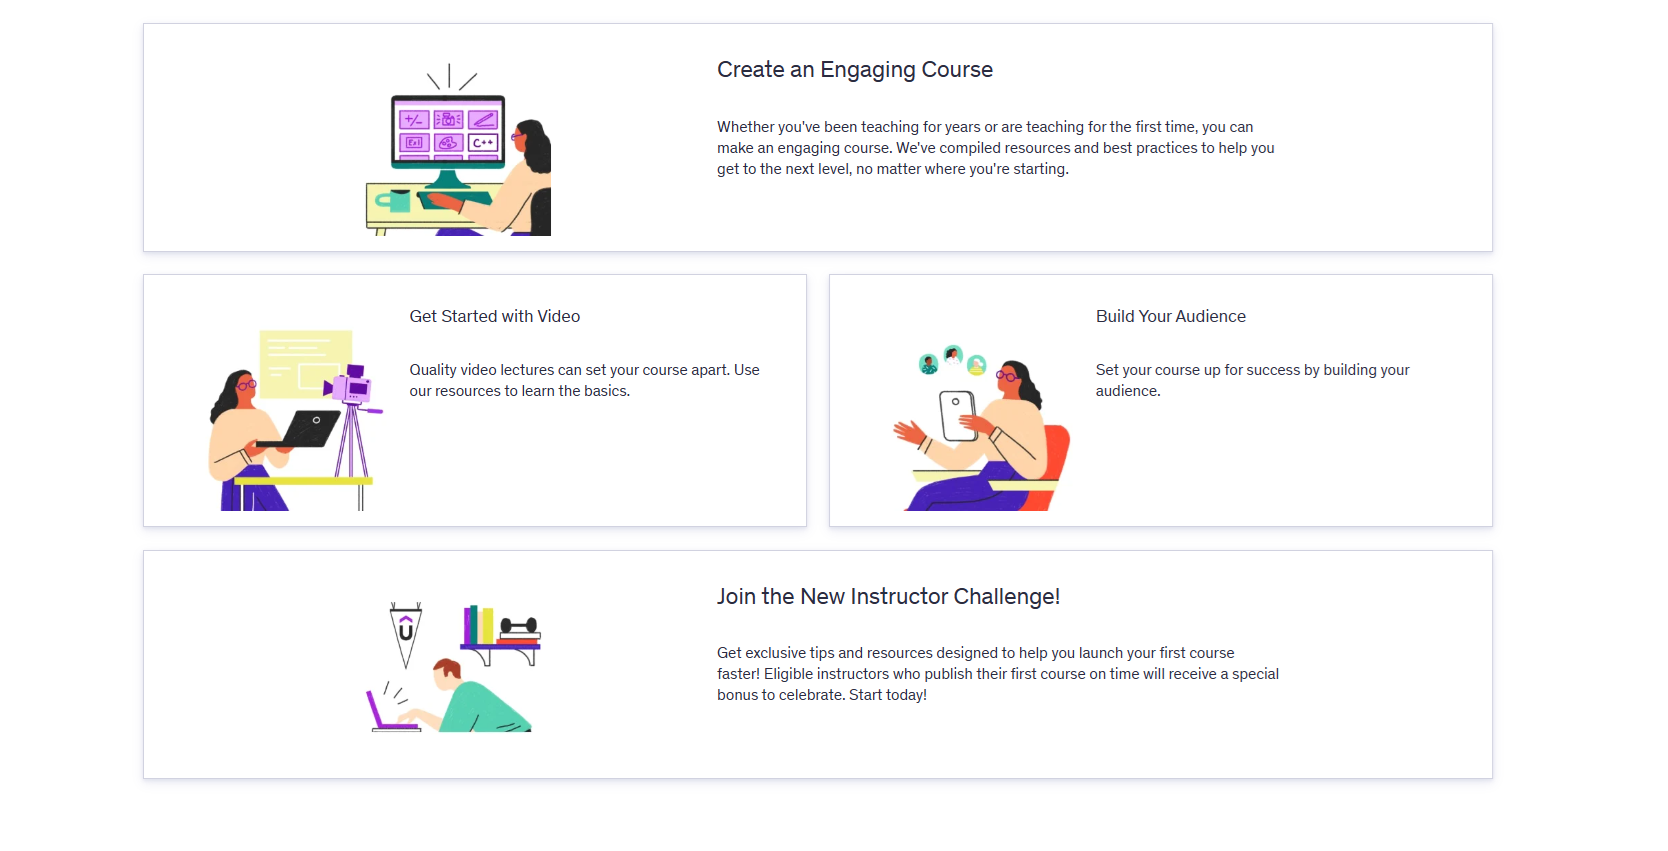 Create an Engaging Course
Whether you've been teaching for years or are teaching for the first time, you can
make an engaging course. We've compiled resources and best practices to help you
get to the next level, no matter where you're starting.
+/-
Ex1
C++
Get Started with Video
Quality video lectures can set your course apart. Use
our resources to learn the basics.
Build Your Audience
Set your course up for success by building your
audience.
Join the New Instructor Challenge!
Get exclusive tips and resources designed to help you launch your first course
faster! Eligible instructors who publish their first course on time will receive a special
bonus to celebrate. Start today!